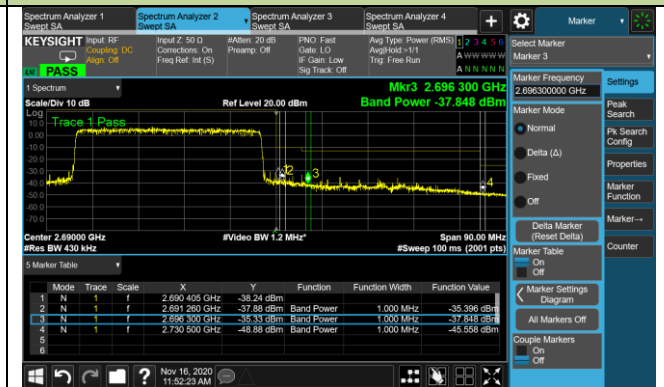 Spectrum Analyzer 1
Swept SA
Spectrum Analyzer 2
Swept SA
Spectrum Analyzer 3
Swept SA
Spectrum Analyzer 4
Swept SA
+
Marker
KEYSIGHT
Input: RF
Coupling: DC
Align: Off
Input Z: 50 Ω
Corrections: On
Freq Ref: Int (S)
#Atten: 20 dB
Preamp: Off
PNO: Fast
Gate: LO
IF Gain: Low
Sig Track: Off
Avg Type: Power (RMS)
Avg|Hold:>1/1
Trig: Free Run
1 2 3 4 5 6
A W W W W W
A N N N N N
PASS
Select Marker
Marker 3
1 Spectrum
Mkr3 2.696 300 GHz
Scale/Div 10 dB
Ref Level 20.00 dBm
Band Power -37.848 dBm
Log
Trace 1 Pass
10.0
0.00
-10.0
-20.0
-30.0
-40.0
-50.0
-60.0
-70.0
2
3
4
Center 2.69000 GHz
#Video BW 1.2 MHz*
Span 90.00 MHz
#Res BW 430 kHz
#Sweep 100 ms (2001 pts)
5 Marker Table
Mode Trace Scale X Y Function Function Width Function Value
1 N 1 f 2.690 405 GHz -38.24 dBm
2 N 1 f 2.691 260 GHz -37.88 dBm Band Power 1.000 MHz -35.396 dBm
3 N 1 f 2.696 300 GHz -35.33 dBm Band Power 1.000 MHz -37.848 dBm
4 N 1 f 2.730 500 GHz -48.88 dBm Band Power 1.000 MHz -45.558 dBm
5
6
Marker Frequency
2.696300000 GHz
Marker Mode
Normal
Delta (Δ)
Fixed
Off
Delta Marker
(Reset Delta)
Marker Table
On
Off
Marker Settings
Diagram
All Markers Off
Couple Markers
On
Off
Settings
Peak
Search
Pk Search
Config
Properties
Marker
Function
Marker→
Counter
?
Nov 16, 2020
11:52:23 AM